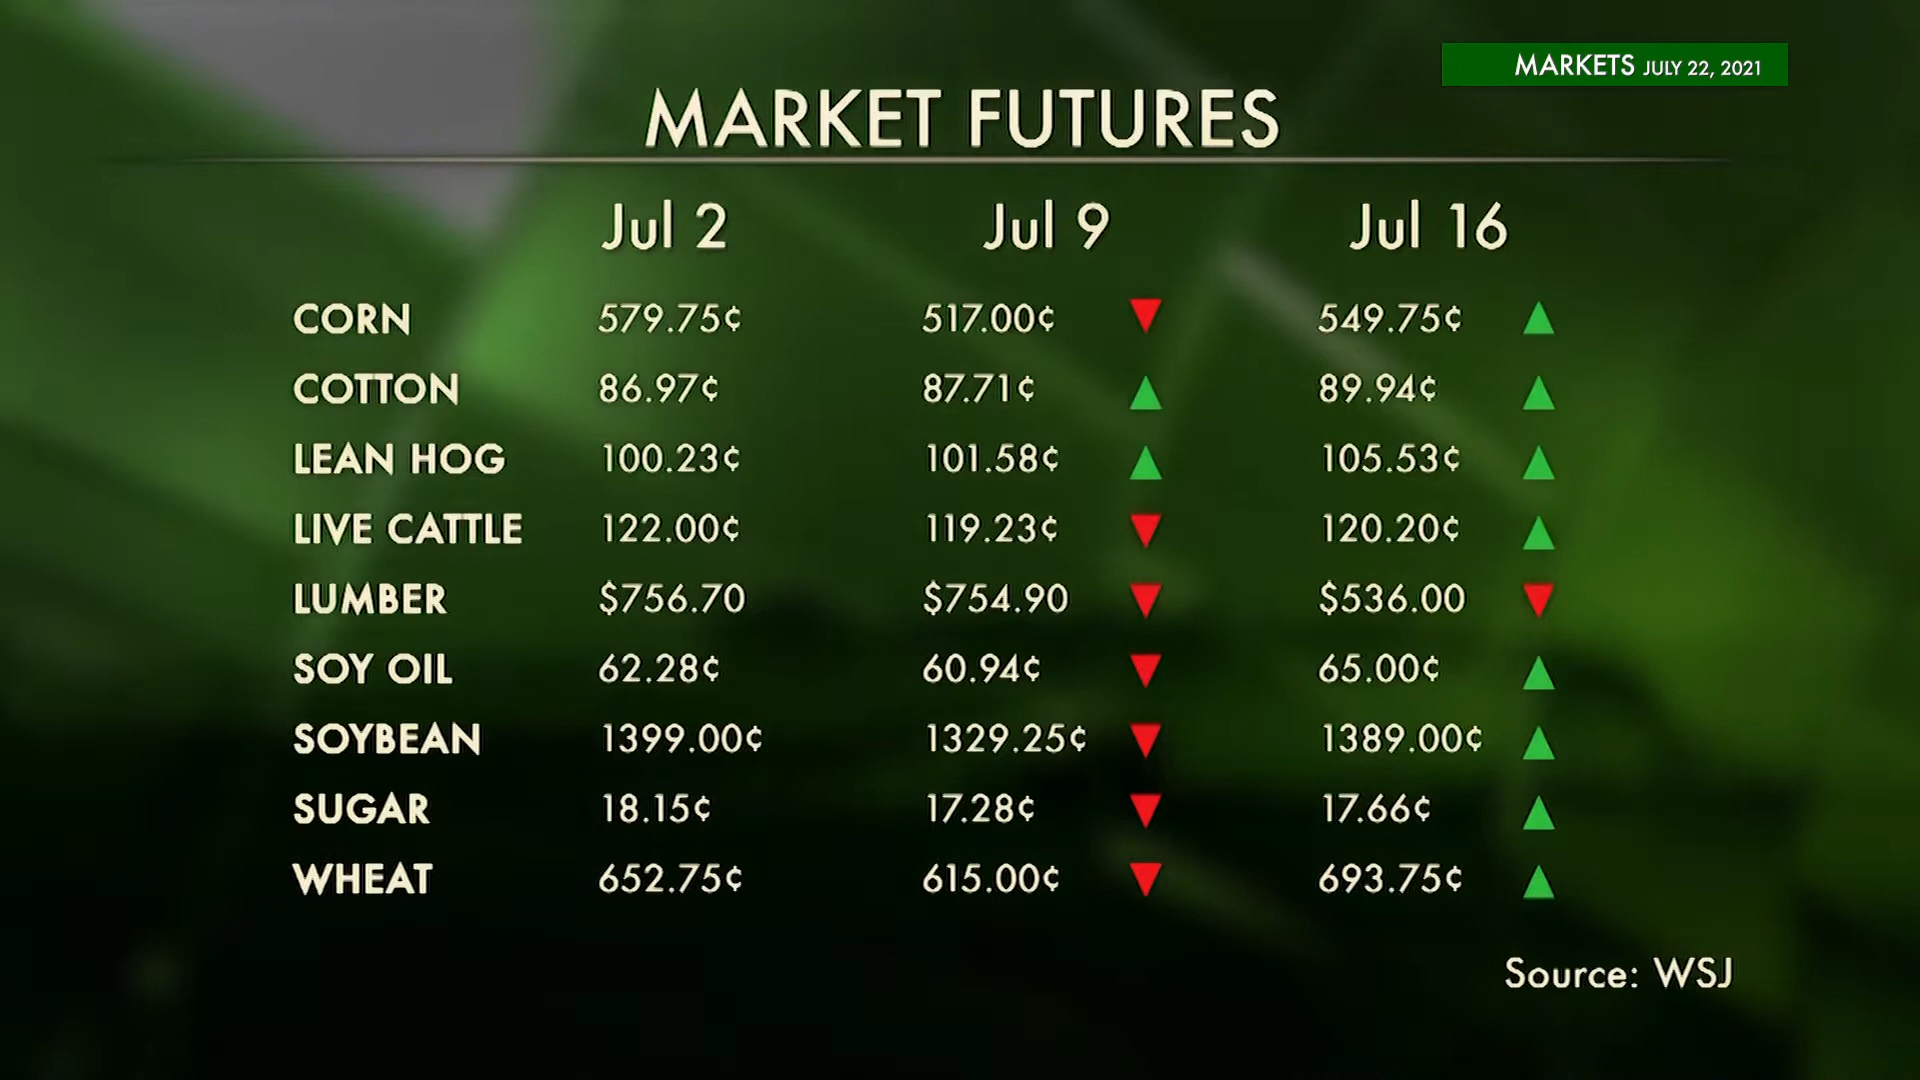 MARKETS JULY 22, 2021
MARKET FUTURES
Jul 2 Jul 9 Jul 16
CORN 579.75¢ 517.00¢ 549.75¢
COTTON 86.97¢ 87.71¢ 89.94¢
LEAN HOG 100.23¢ 101.58¢ 105.53¢
LIVE CATTLE 122.00¢ 119.23¢ 120.20¢
LUMBER $756.70 $754.90 $536.00
SOY OIL 62.28¢ 60.94¢ 65.00¢
SOYBEAN 1399.00¢ 1329.25¢ 1389.00¢
SUGAR 18.15¢ 17.28¢ 17.66¢
WHEAT 652.75¢ 615.00¢ 693.75¢
Source: WSJ